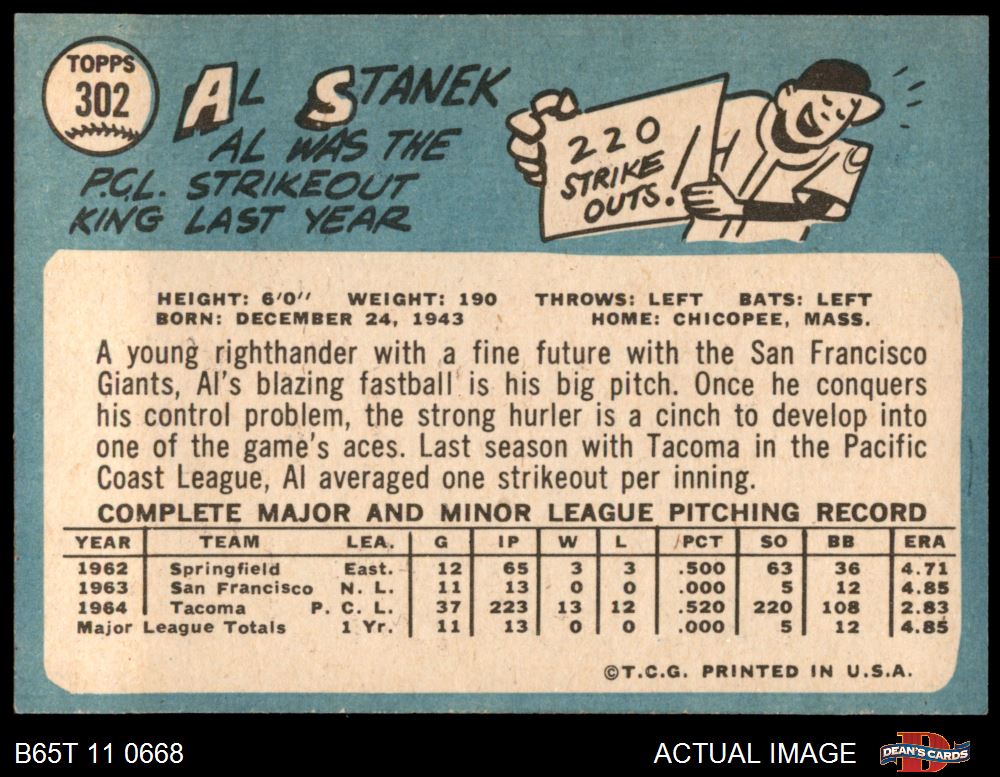 TOPPS
302
AL STANEK
AL WAS THE
P.C.L. STRIKEOUT
KING LAST YEAR
220
STRIKE
OUTS!
HEIGHT: 6'0" WEIGHT: 190 THROWS: LEFT BATS: LEFT
BORN: DECEMBER 24, 1943 HOME: CHICOPEE, MASS.
A young righthander with a fine future with the San Francisco
Giants, Al's blazing fastball is his big pitch. Once he conquers
his control problem, the strong hurler is a cinch to develop into
one of the game's aces. Last season with Tacoma in the Pacific
Coast League, Al averaged one strikeout per inning.
COMPLETE MAJOR AND MINOR LEAGUE PITCHING RECORD
YEAR TEAM LEA. G IP W L PCT SO BB ERA
1962 Springfield East. 12 65 3 3 .500 63 36 4.71
1963 San Francisco N. L. 11 13 0 0 .000 5 12 4.85
1964 Tacoma P. C. L. 37 223 13 12 .520 220 108 2.83
Major League Totals 1 Yr. 11 13 0 0 .000 5 12 4.85
©T.C.G. PRINTED IN U.S.A.
B65T 11 0668 ACTUAL IMAGE DEAN'S CARDS